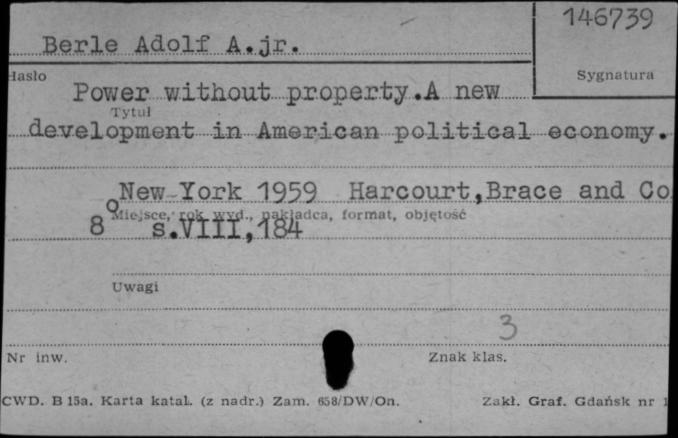 146739
Berle Adolf A.jr.
Hasło
Sygnatura
Power without property.A new
Tytuł
development in American political economy.
New York 1959 Harcourt,Brace and Co
Miejsce, rok wyd., nakładca, format, objętość
8° s.VIII,184
Uwagi
3
Nr inw.
Znak klas.
CWD. B 15a. Karta katal. (z nadr.) Zam. 658/DW/On.
Zakł. Graf. Gdańsk nr 1